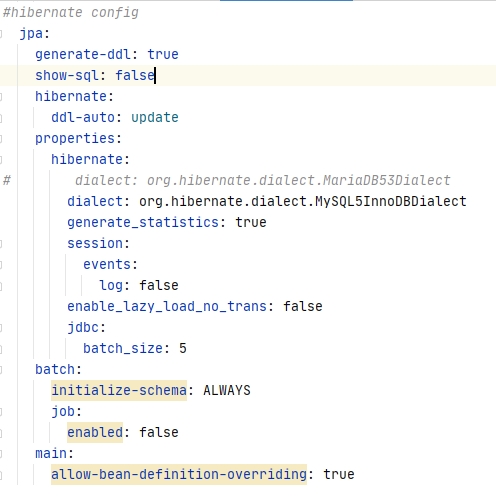 #hibernate config
  jpa:
    generate-ddl: true
    show-sql: false
    hibernate:
      ddl-auto: update
    properties:
      hibernate:
#        dialect: org.hibernate.dialect.MariaDB53Dialect
        dialect: org.hibernate.dialect.MySQL5InnoDBDialect
        generate_statistics: true
        session:
          events:
            log: false
        enable_lazy_load_no_trans: false
        jdbc:
          batch_size: 5
    batch:
      initialize-schema: ALWAYS
      job:
        enabled: false
    main:
      allow-bean-definition-overriding: true